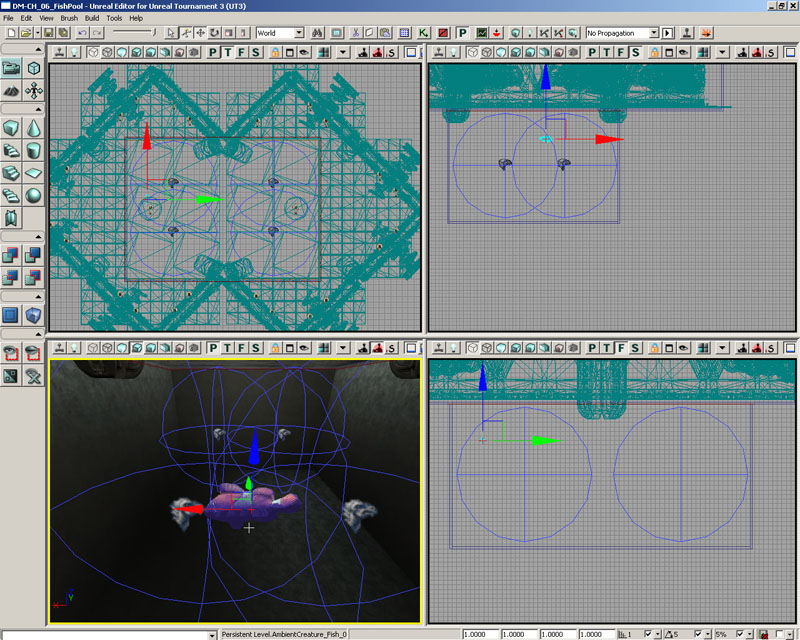 DM-CH_06_FishPool - Unreal Editor for Unreal Tournament 3 (UT3)
File Edit View Brush Build Tools Help
World
P
No Propagation
P T F S
P T F S
P T F S
P T F S
Persistent Level.AmbientCreature_Fish_0
1.0000 1.0000 1.0000 1.0000
1
5
5%